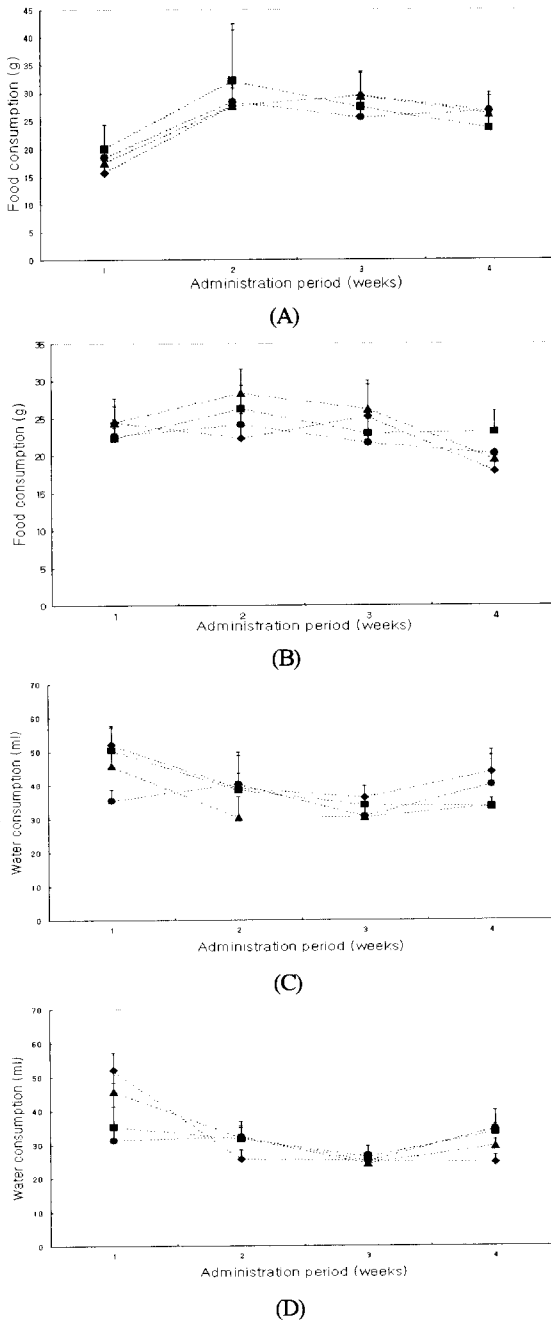 45
40
35
30
25
20
15
10
5
0
Food consumption (g)
1 2 3 4
Administration period (weeks)
(A)
35
30
25
20
15
10
5
0
Food consumption (g)
1 2 3 4
Administration period (weeks)
(B)
70
60
50
40
30
20
10
0
Water consumption (ml)
1 2 3 4
Administration period (weeks)
(C)
70
60
50
40
30
20
10
0
Water consumption (ml)
1 2 3 4
Administration period (weeks)
(D)